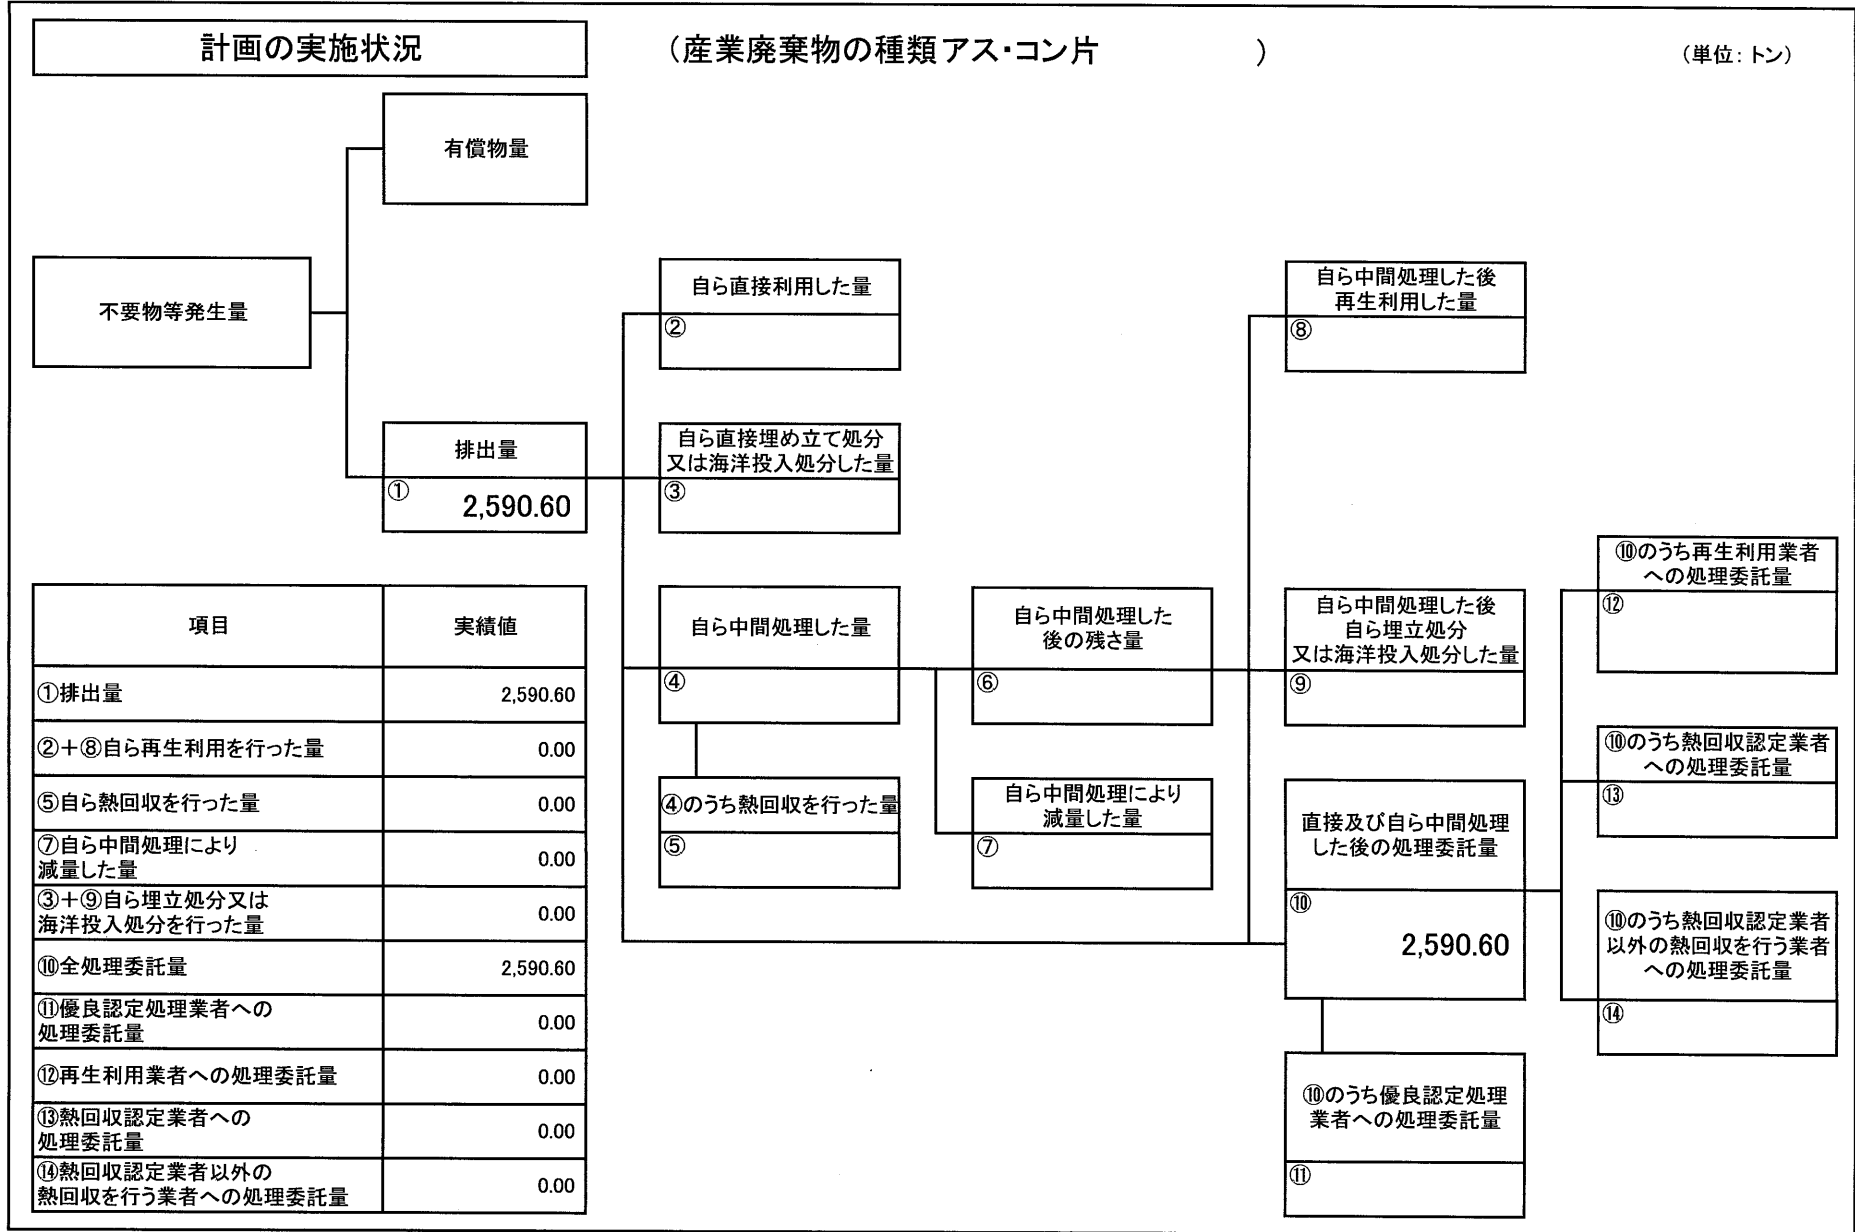 計画の実施状況
（産業廃棄物の種類アス・コン片　　　　　　）
（単位：トン）
有償物量
不要物等発生量
自ら直接利用した量
②
自ら中間処理した後
再生利用した量
⑧
排出量
① 2,590.60
自ら直接埋め立て処分
又は海洋投入処分した量
③
自ら中間処理した量
④
自ら中間処理した
後の残さ量
⑥
自ら中間処理した後
自ら埋立処分
又は海洋投入処分した量
⑨
⑩のうち再生利用業者
への処理委託量
⑫
④のうち熱回収を行った量
⑤
自ら中間処理により
減量した量
⑦
直接及び自ら中間処理
した後の処理委託量
⑩
2,590.60
⑩のうち熱回収認定業者
への処理委託量
⑬
⑩のうち熱回収認定業者
以外の熱回収を行う業者
への処理委託量
⑭
⑩のうち優良認定処理
業者への処理委託量
⑪
項目 実績値
①排出量 2,590.60
②＋⑧自ら再生利用を行った量 0.00
⑤自ら熱回収を行った量 0.00
⑦自ら中間処理により
減量した量 0.00
③＋⑨自ら埋立処分又は
海洋投入処分を行った量 0.00
⑩全処理委託量 2,590.60
⑪優良認定処理業者への
処理委託量 0.00
⑫再生利用業者への処理委託量 0.00
⑬熱回収認定業者への
処理委託量 0.00
⑭熱回収認定業者以外の
熱回収を行う業者への処理委託量 0.00